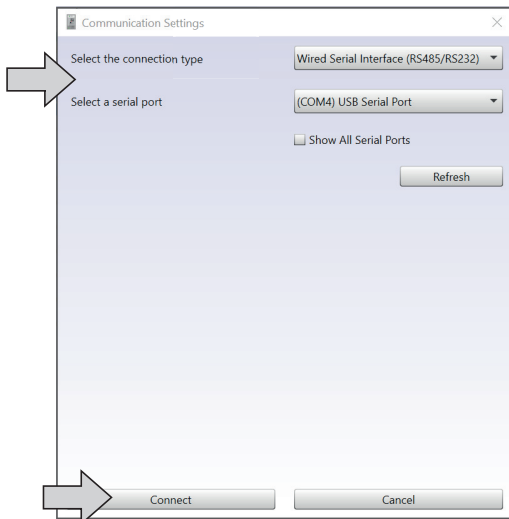 Communication Settings
Select the connection type
Wired Serial Interface (RS485/RS232)
Select a serial port
(COM4) USB Serial Port
Show All Serial Ports
Refresh
Connect
Cancel